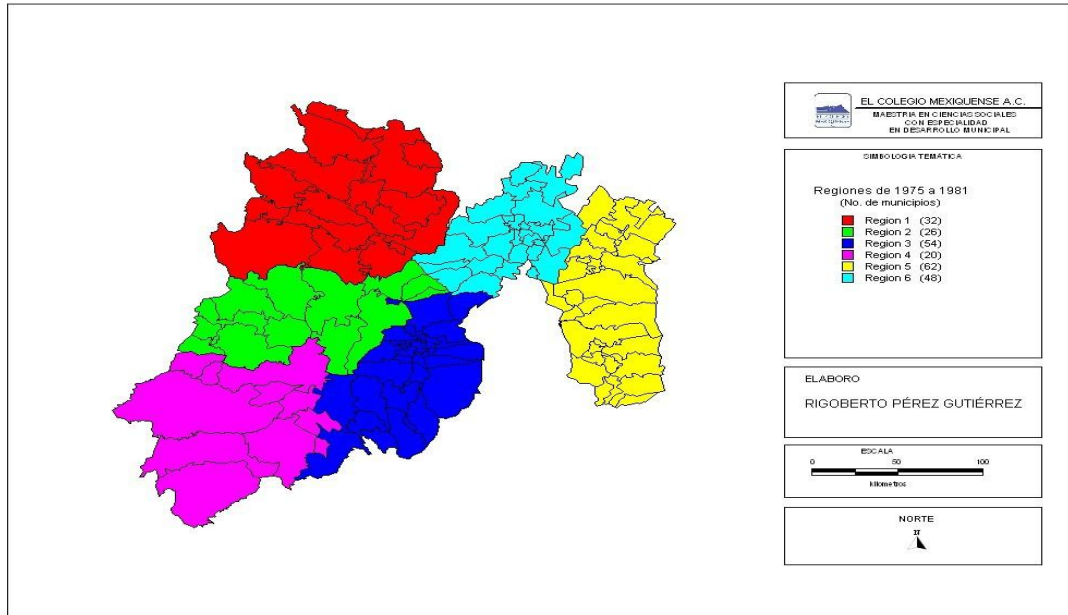 EL COLEGIO MEXIQUENSE A.C.
MAESTRIA EN CIENCIAS SOCIALES
CON ESPECIALIDAD
EN DESARROLLO MUNICIPAL
SIMBOLOGIA TEMÁTICA
Regiones de 1975 a 1981
(No. de municipios)
Region 1 (32)
Region 2 (26)
Region 3 (54)
Region 4 (20)
Region 5 (62)
Region 6 (48)
ELABORO
RIGOBERTO PÉREZ GUTIÉRREZ
ESCALA
0 50 100
kilometros
NORTE
N